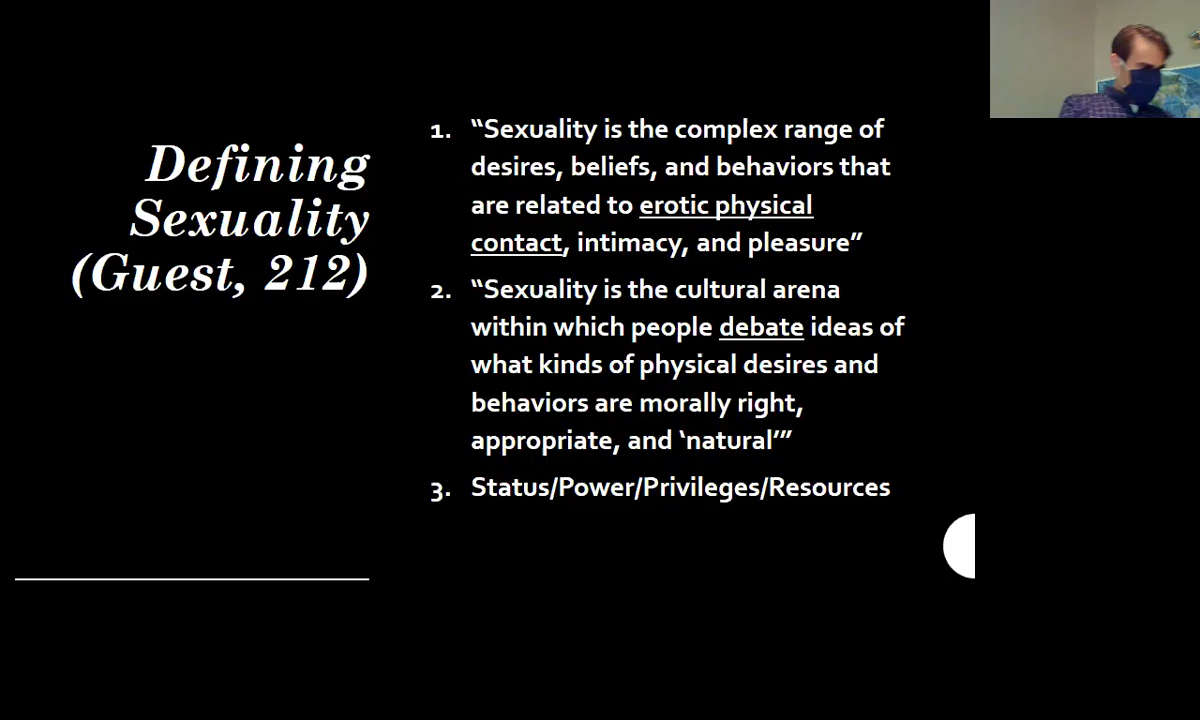 Defining
Sexuality
(Guest, 212)
1. “Sexuality is the complex range of
desires, beliefs, and behaviors that
are related to erotic physical
contact, intimacy, and pleasure”
2. “Sexuality is the cultural arena
within which people debate ideas of
what kinds of physical desires and
behaviors are morally right,
appropriate, and ‘natural’”
3. Status/Power/Privileges/Resources